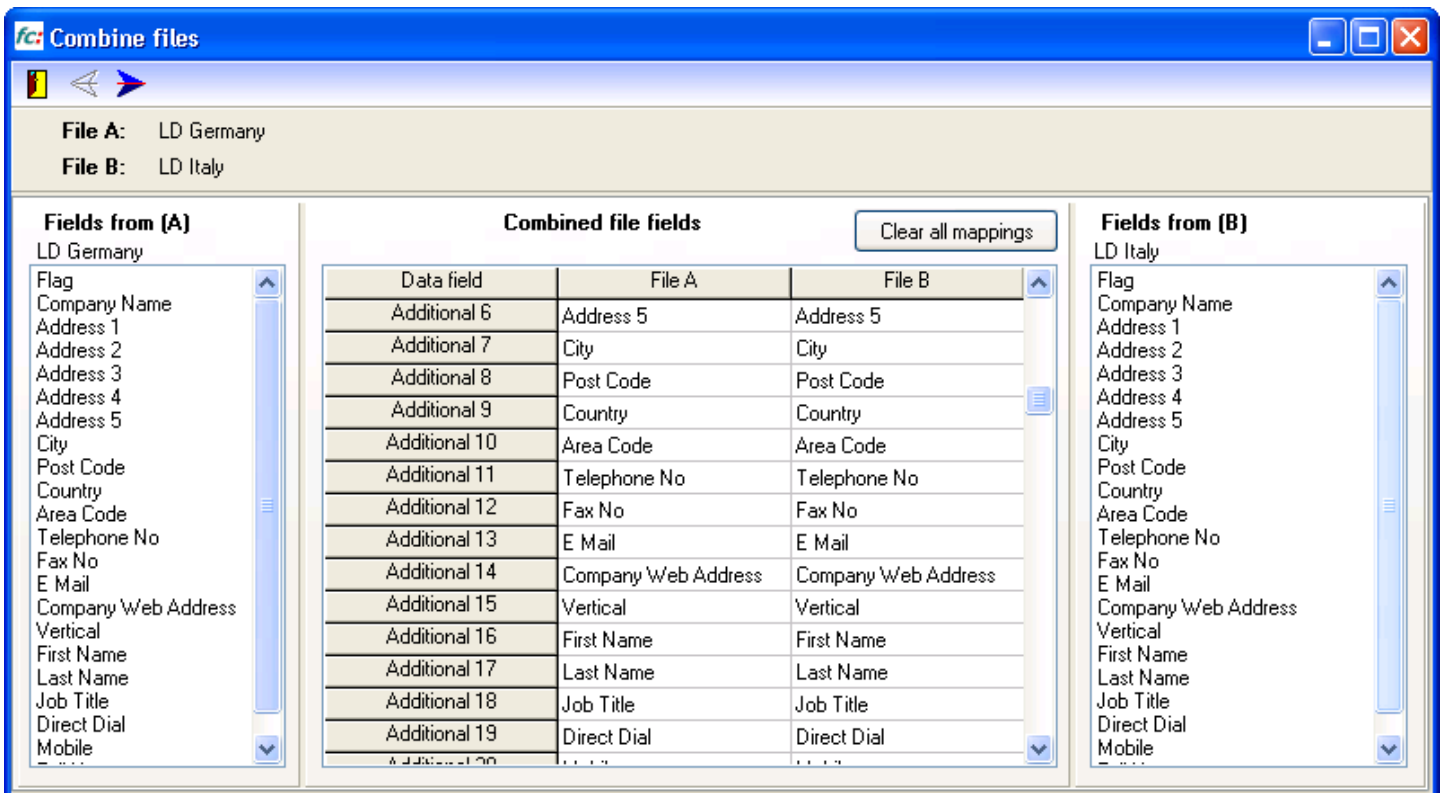 fc: Combine files
File A: LD Germany
File B: LD Italy
Fields from (A)
LD Germany
Flag
Company Name
Address 1
Address 2
Address 3
Address 4
Address 5
City
Post Code
Country
Area Code
Telephone No
Fax No
E Mail
Company Web Address
Vertical
First Name
Last Name
Job Title
Direct Dial
Mobile
Combined file fields
Clear all mappings
Data field File A File B
Additional 6 Address 5 Address 5
Additional 7 City City
Additional 8 Post Code Post Code
Additional 9 Country Country
Additional 10 Area Code Area Code
Additional 11 Telephone No Telephone No
Additional 12 Fax No Fax No
Additional 13 E Mail E Mail
Additional 14 Company Web Address Company Web Address
Additional 15 Vertical Vertical
Additional 16 First Name First Name
Additional 17 Last Name Last Name
Additional 18 Job Title Job Title
Additional 19 Direct Dial Direct Dial
Additional 20 Mobile Mobile
Fields from (B)
LD Italy
Flag
Company Name
Address 1
Address 2
Address 3
Address 4
Address 5
City
Post Code
Country
Area Code
Telephone No
Fax No
E Mail
Company Web Address
Vertical
First Name
Last Name
Job Title
Direct Dial
Mobile